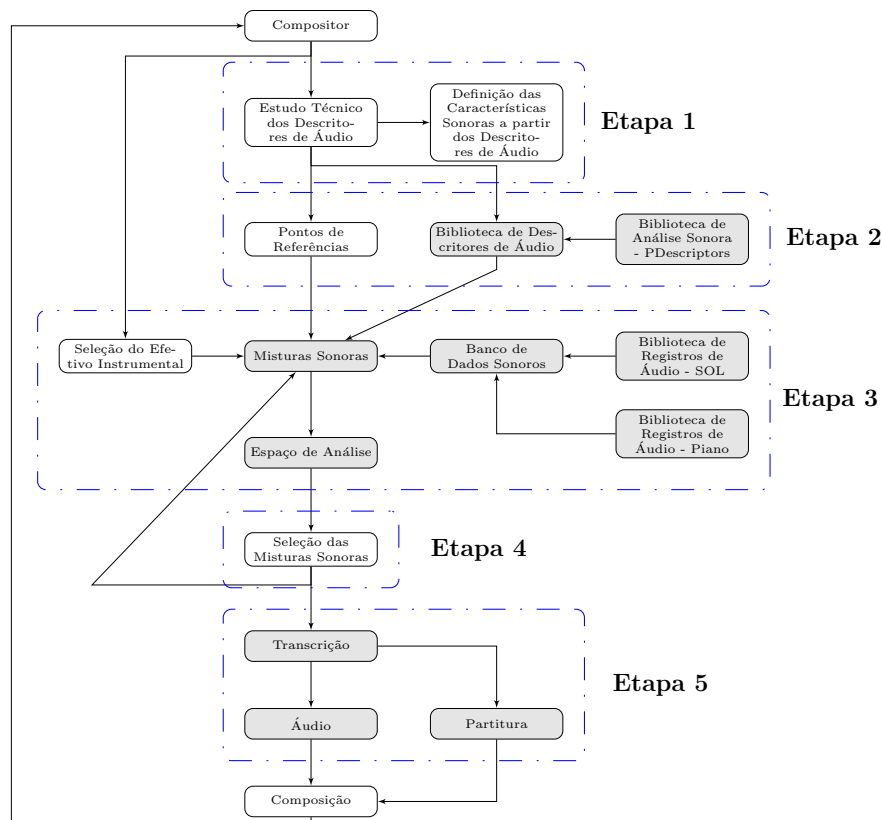 Compositor
Estudo Técnico
dos Descrito-
res de Áudio
Definição das
Características
Sonoras a partir
dos Descrito-
res de Áudio
Etapa 1
Pontos de
Referências
Biblioteca de Des-
critores de Áudio
Biblioteca de
Análise Sonora
- PDescriptors
Etapa 2
Seleção do Efe-
tivo Instrumental
Misturas Sonoras
Banco de
Dados Sonoros
Biblioteca de
Registros de
Áudio - SOL
Etapa 3
Biblioteca de
Registros de
Áudio - Piano
Espaço de Análise
Seleção das
Misturas Sonoras
Etapa 4
Transcrição
Etapa 5
Áudio
Partitura
Composição